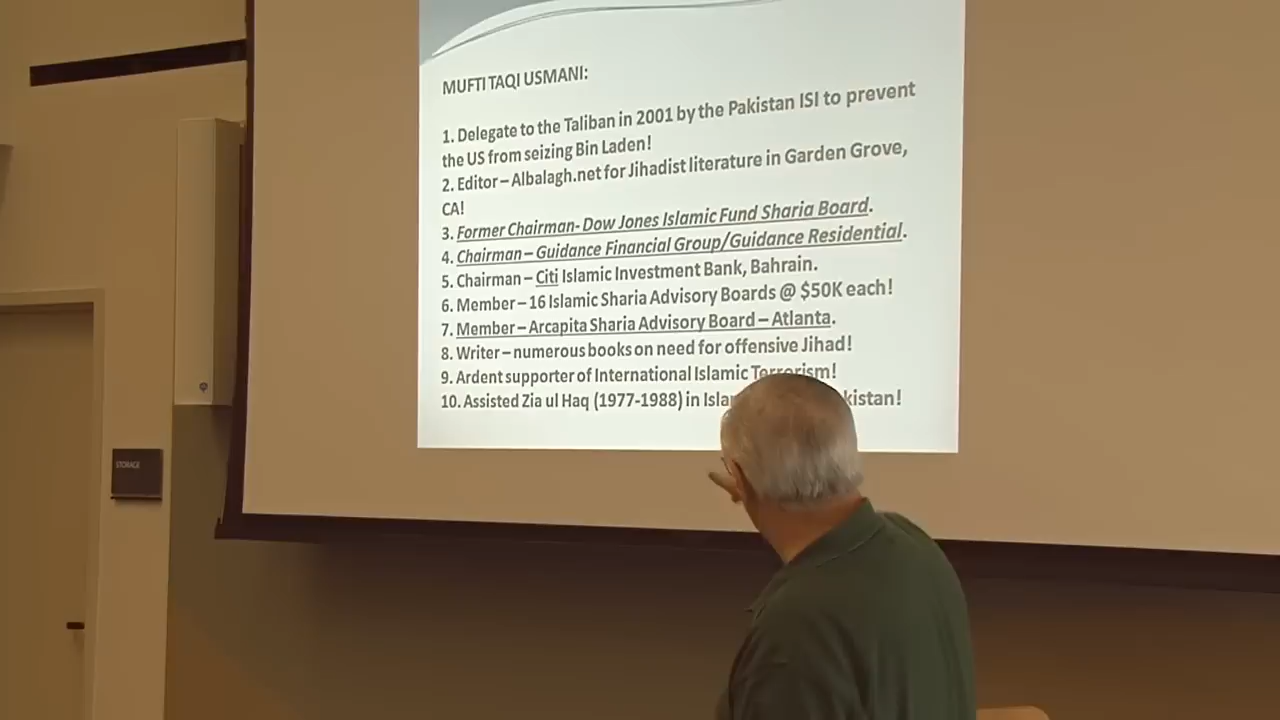 MUFTI TAQI USMANI:
1. Delegate to the Taliban in 2001 by the Pakistan ISI to prevent
the US from seizing Bin Laden!
2. Editor – Albalagh.net for Jihadist literature in Garden Grove,
CA!
3. Former Chairman- Dow Jones Islamic Fund Sharia Board.
4. Chairman – Guidance Financial Group/Guidance Residential.
5. Chairman – Citi Islamic Investment Bank, Bahrain.
6. Member – 16 Islamic Sharia Advisory Boards @ $50K each!
7. Member – Arcapita Sharia Advisory Board – Atlanta.
8. Writer – numerous books on need for offensive Jihad!
9. Ardent supporter of International Islamic Terrorism!
10. Assisted Zia ul Haq (1977-1988) in
STORAGE